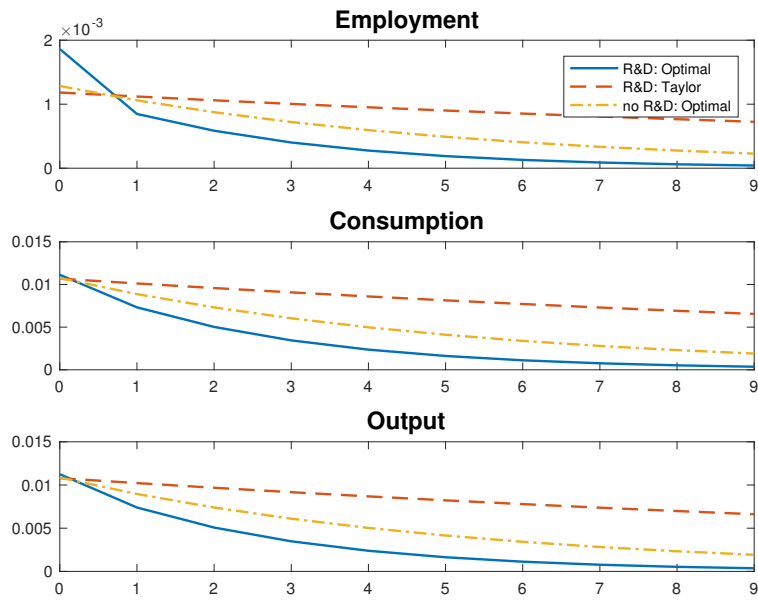 Employment
×10⁻³
2
1
0
R&D: Optimal
R&D: Taylor
no R&D: Optimal
0 1 2 3 4 5 6 7 8 9
Consumption
0.015
0.01
0.005
0
0 1 2 3 4 5 6 7 8 9
Output
0.015
0.01
0.005
0
0 1 2 3 4 5 6 7 8 9